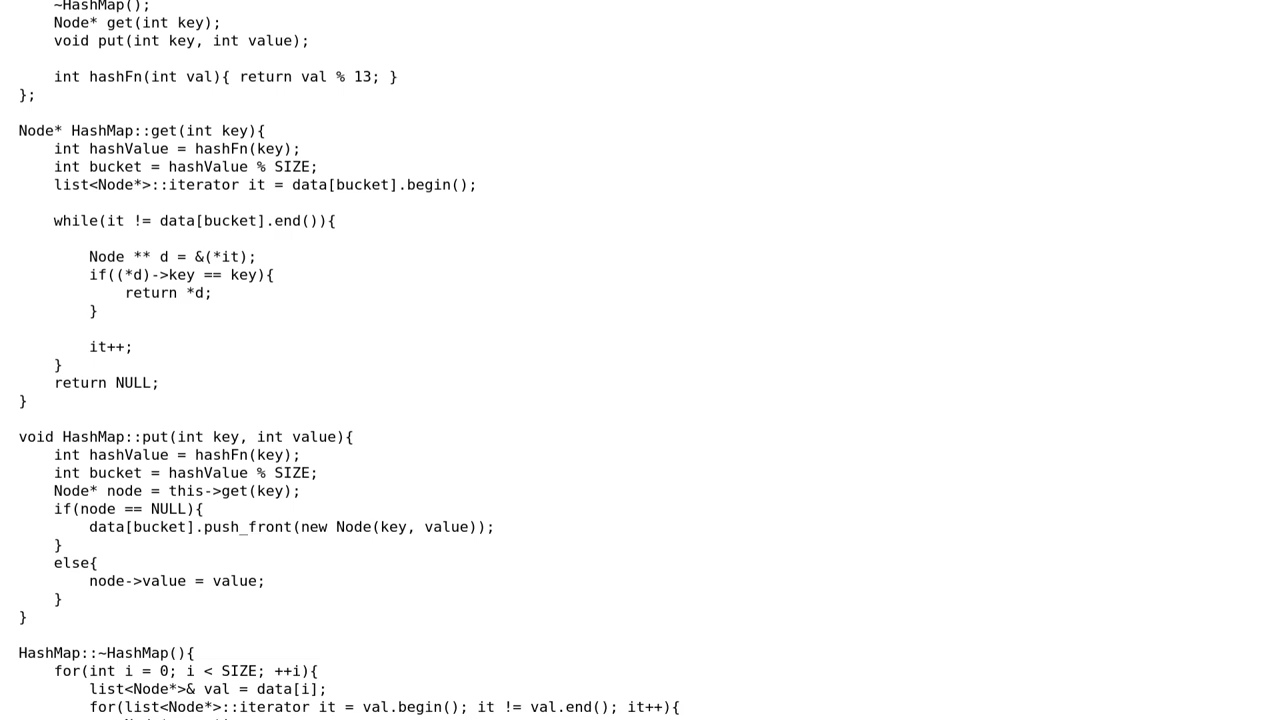 ~HashMap();
Node* get(int key);
void put(int key, int value);
int hashFn(int val){ return val % 13; }
};
Node* HashMap::get(int key){
int hashValue = hashFn(key);
int bucket = hashValue % SIZE;
list<Node*>::iterator it = data[bucket].begin();
while(it != data[bucket].end()){
Node ** d = &(*it);
if((*d)->key == key){
return *d;
}
it++;
}
return NULL;
}
void HashMap::put(int key, int value){
int hashValue = hashFn(key);
int bucket = hashValue % SIZE;
Node* node = this->get(key);
if(node == NULL){
data[bucket].push_front(new Node(key, value));
}
else{
node->value = value;
}
}
HashMap::~HashMap(){
for(int i = 0; i < SIZE; ++i){
list<Node*>& val = data[i];
for(list<Node*>::iterator it = val.begin(); it != val.end(); it++){